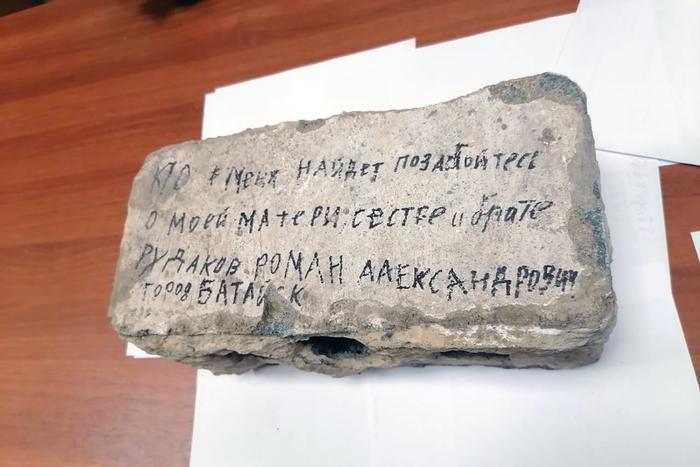 КТО меня НАЙДЕТ ПОЗАБОЙТЕСЬ
О МОЕЙ МАТЕРИ, СЕСТРЕ и брате
РУДАКОВ РОМАН АЛЕКСАНДРОВИЧ
ГОРОД БАТАЙСК